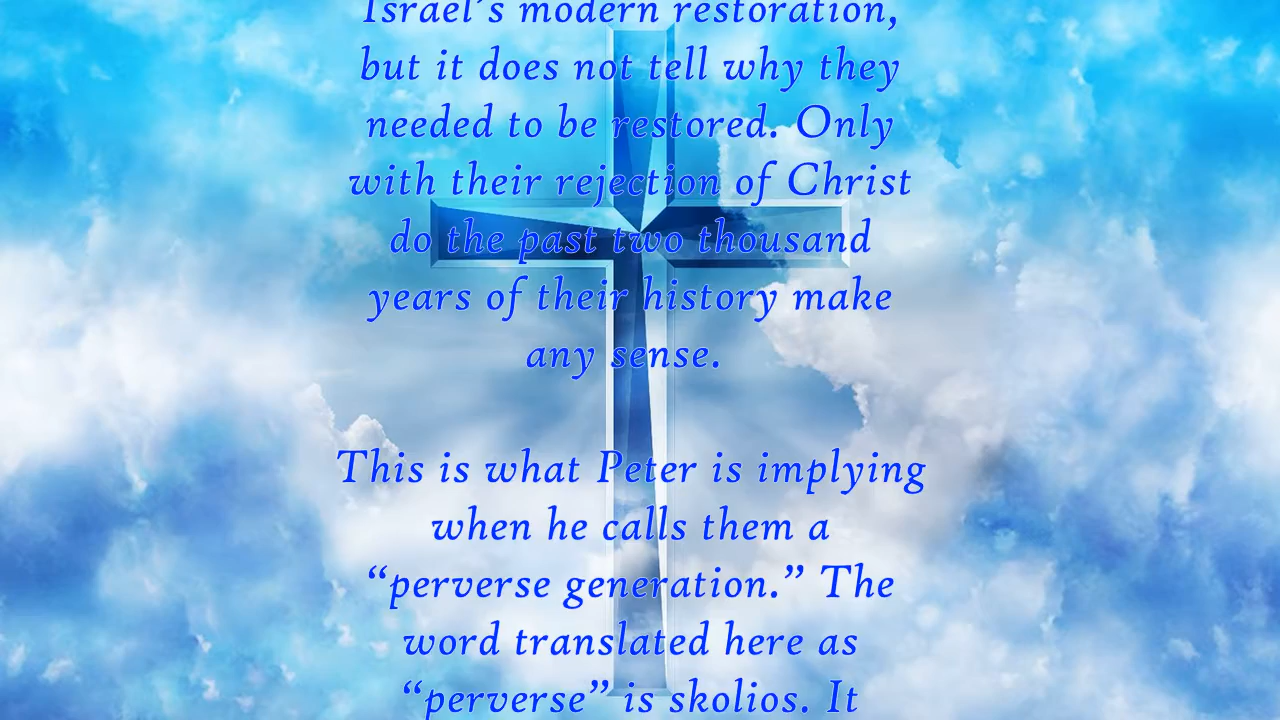 Israel's modern restoration,
but it does not tell why they
needed to be restored. Only
with their rejection of Christ
do the past two thousand
years of their history make
any sense.
This is what Peter is implying
when he calls them a
“perverse generation.” The
word translated here as
“perverse” is skolios. It